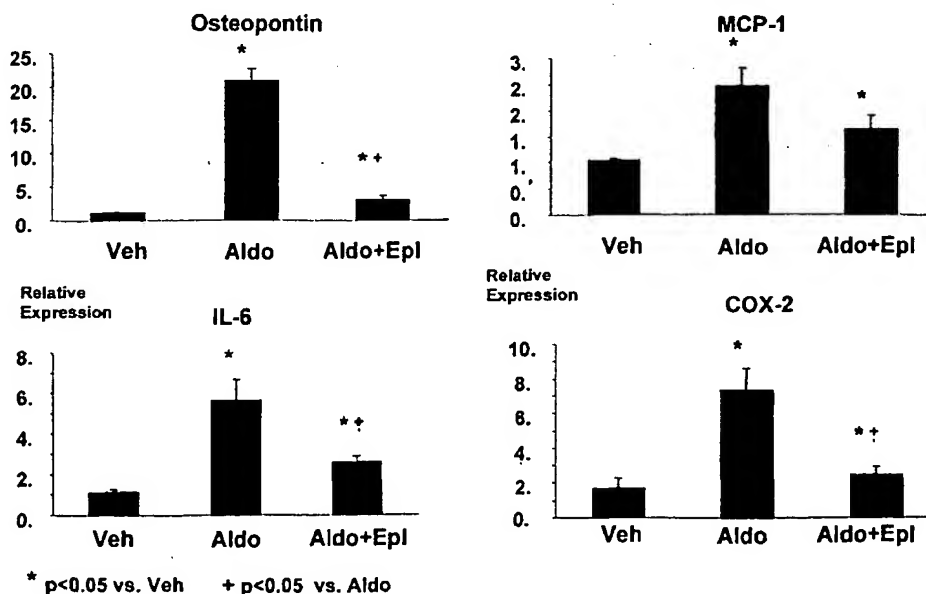 Osteopontin
*
25.
20.
15.
10.
5.
0.
* +
Veh Aldo Aldo+Epl
MCP-1
*
3.
2.
2.
1.
1.
0.
0.
*
Veh Aldo Aldo+Epl
Relative
Expression
IL-6
8.
6.
4.
2.
0.
*
* +
Veh Aldo Aldo+Epl
Relative
Expression
COX-2
10.
8.
6.
4.
2.
0.
*
* +
Veh Aldo Aldo+Epl
* p<0.05 vs. Veh + p<0.05 vs. Aldo